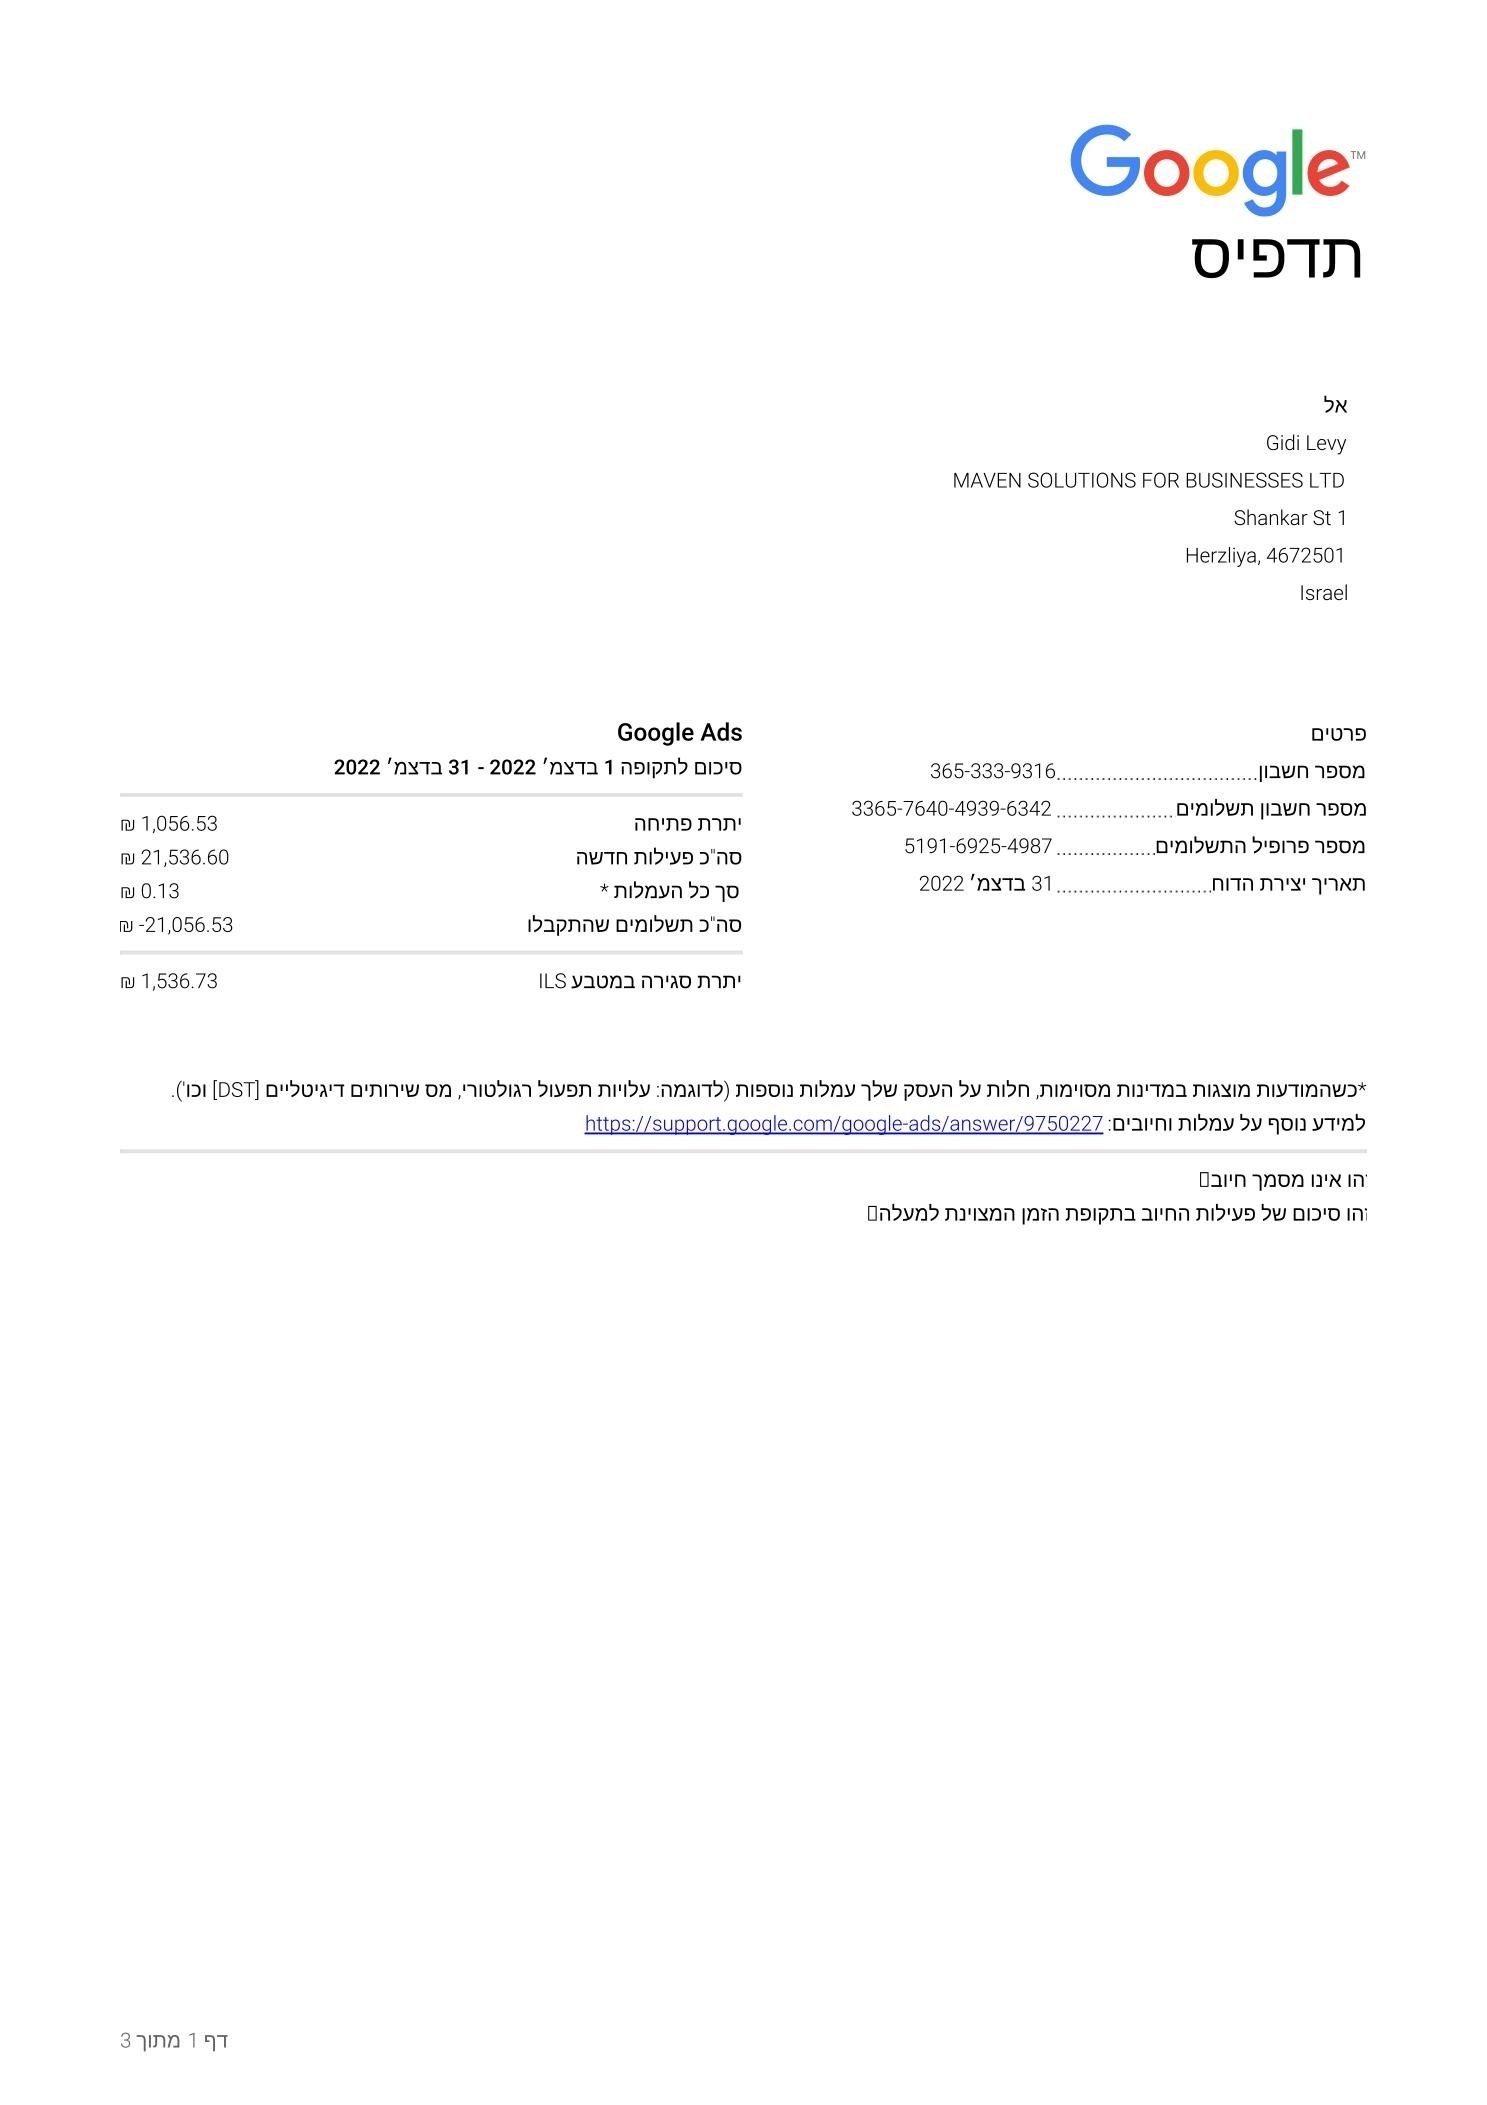 Google™
תדפיס
אל
Gidi Levy
MAVEN SOLUTIONS FOR BUSINESSES LTD
Shankar St 1
Herzliya, 4672501
Israel
פרטים
מספר חשבון....................................365-333-9316
מספר חשבון תשלומים.....................3365-7640-4939-6342
מספר פרופיל התשלומים..................5191-6925-4987
תאריך יצירת הדוח............................31 בדצמ׳ 2022
Google Ads
סיכום לתקופה 1 בדצמ׳ 2022 - 31 בדצמ׳ 2022
יתרת פתיחה ₪ 1,056.53
סה"כ פעילות חדשה ₪ 21,536.60
סך כל העמלות * ₪ 0.13
סה"כ תשלומים שהתקבלו ₪ -21,056.53
יתרת סגירה במטבע ILS ₪ 1,536.73
*כשהמודעות מוצגות במדינות מסוימות, חלות על העסק שלך עמלות נוספות (לדוגמה: עלויות תפעול רגולטורי, מס שירותים דיגיטליים [DST] וכו').
למידע נוסף על עמלות וחיובים: https://support.google.com/google-ads/answer/9750227
זהו אינו מסמך חיוב
זהו סיכום של פעילות החיוב בתקופת הזמן המצוינת למעלה
דף 1 מתוך 3